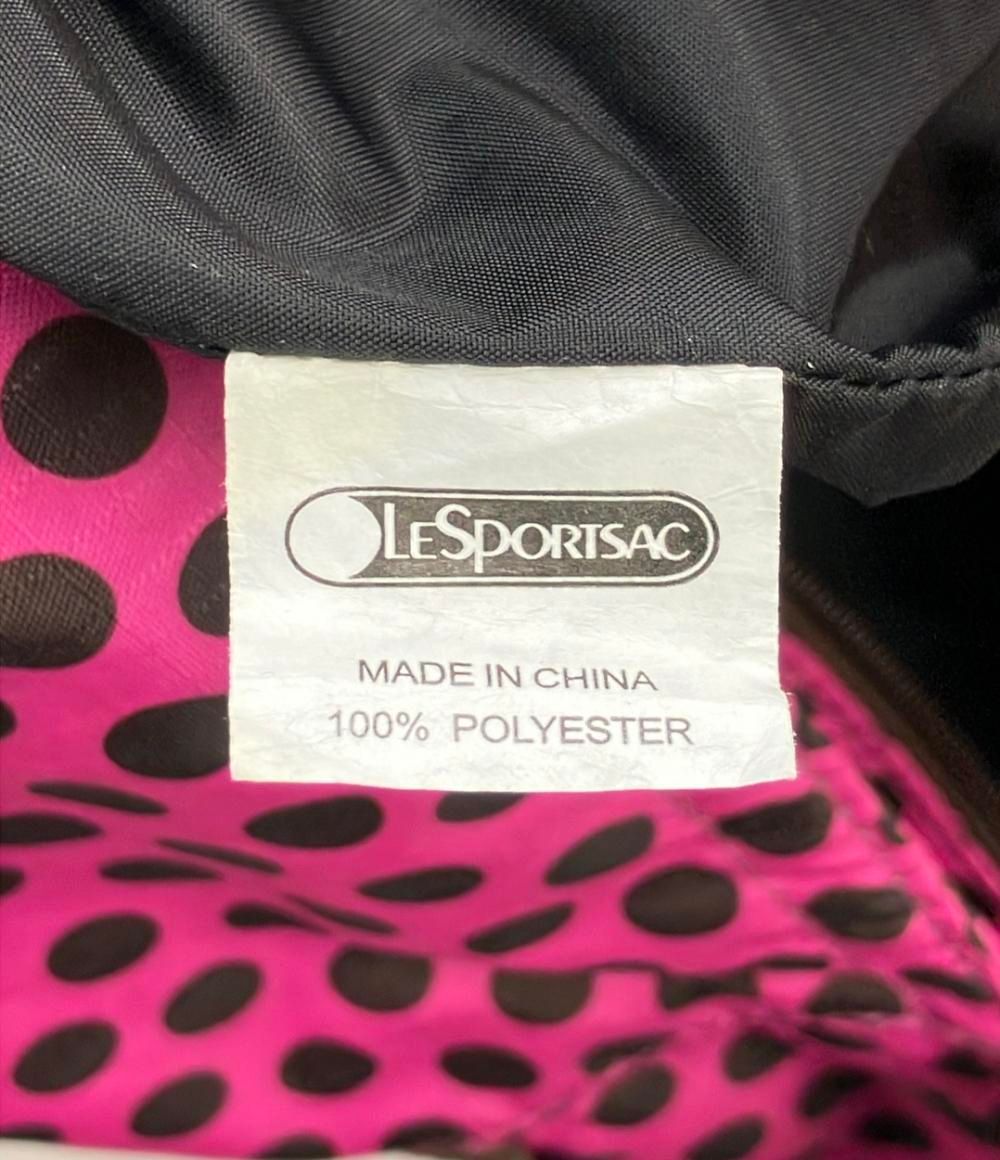 LeSportsac
MADE IN CHINA
100% POLYESTER